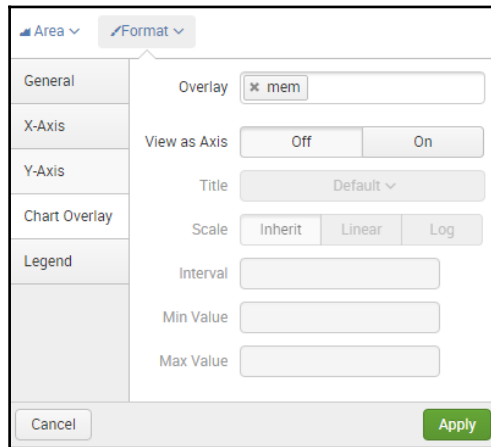 Area Format
General
X-Axis
Y-Axis
Chart Overlay
Legend
Overlay mem
View as Axis Off On
Title Default
Scale Inherit Linear Log
Interval
Min Value
Max Value
Cancel Apply